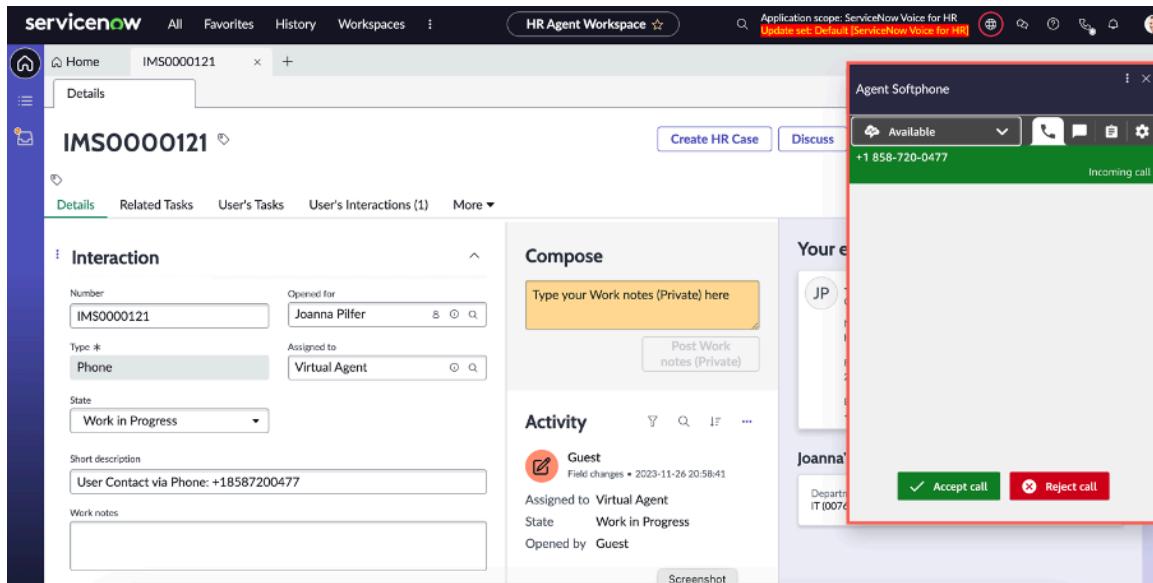 servicenow All Favorites History Workspaces HR Agent Workspace Application scope: ServiceNow Voice for HR
Update set: Default [ServiceNow Voice for HR]
Home IMS0000121
Details
IMS0000121
Create HR Case Discuss
Details Related Tasks User's Tasks User's Interactions (1) More
Interaction
Number Opened for
IMS0000121 Joanna Pilfer
Type Assigned to
Phone Virtual Agent
State
Work in Progress
Short description
User Contact via Phone: +18587200477
Work notes
Compose
Type your Work notes (Private) here
Post Work
notes (Private)
Activity
Guest
Field changes • 2023-11-26 20:58:41
Assigned to Virtual Agent
State Work in Progress
Opened by Guest
Screenshot
Your e
JP
Joanna'
Departn
IT (0076
Agent Softphone
Available
+1 858-720-0477
Incoming call
Accept call Reject call